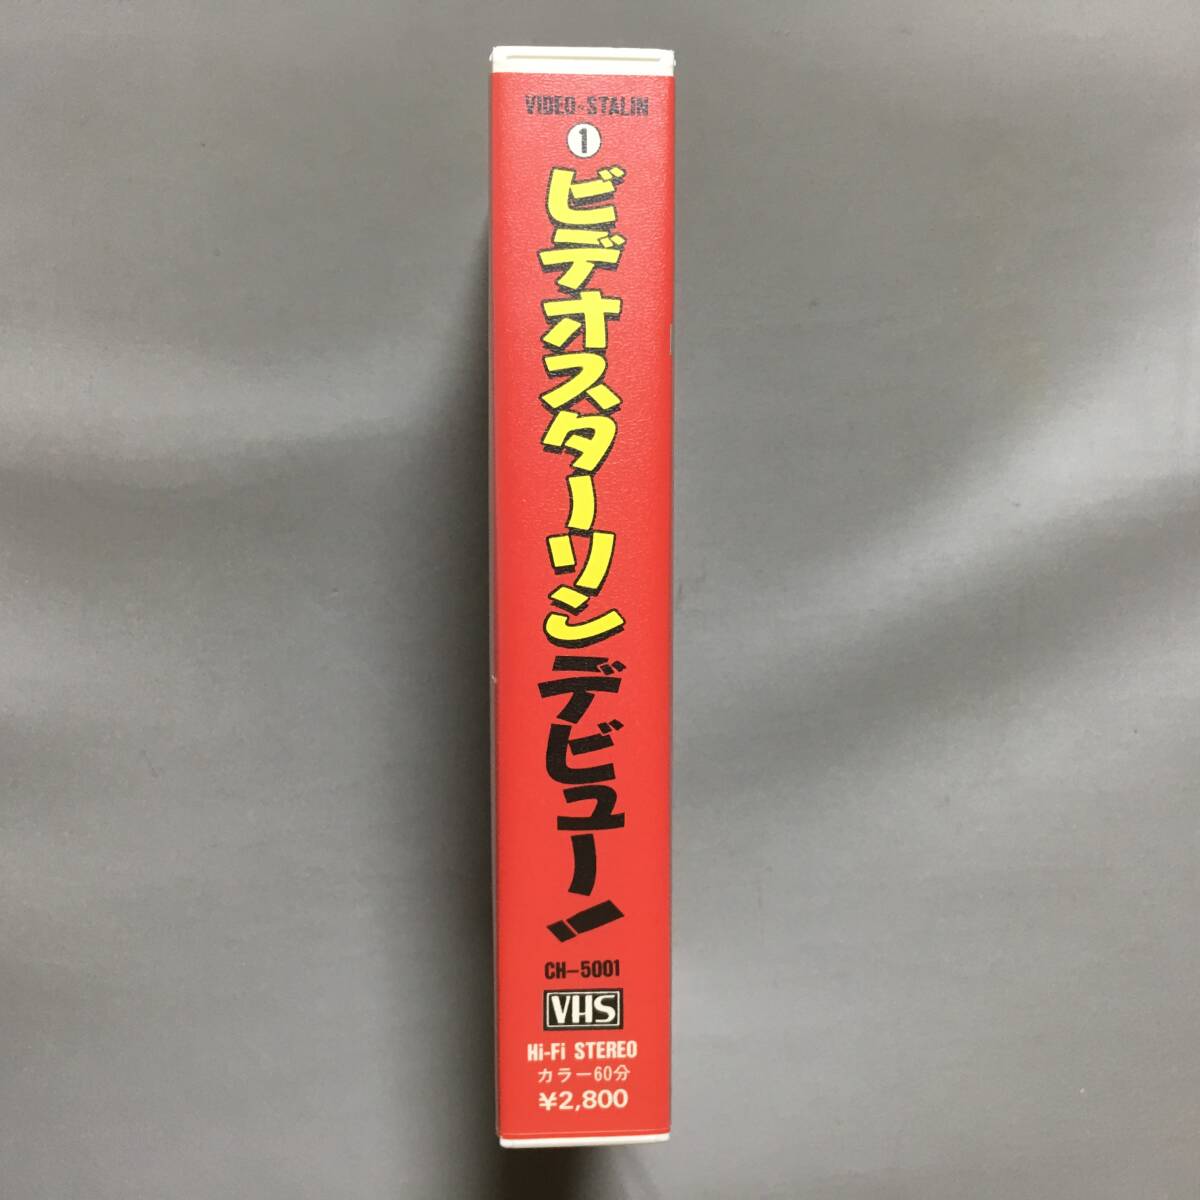 VIDEO-STALIN
1
ビデオスターリン
デビュー!
CH-5001
VHS
Hi-Fi STEREO
カラー60分
¥2,800